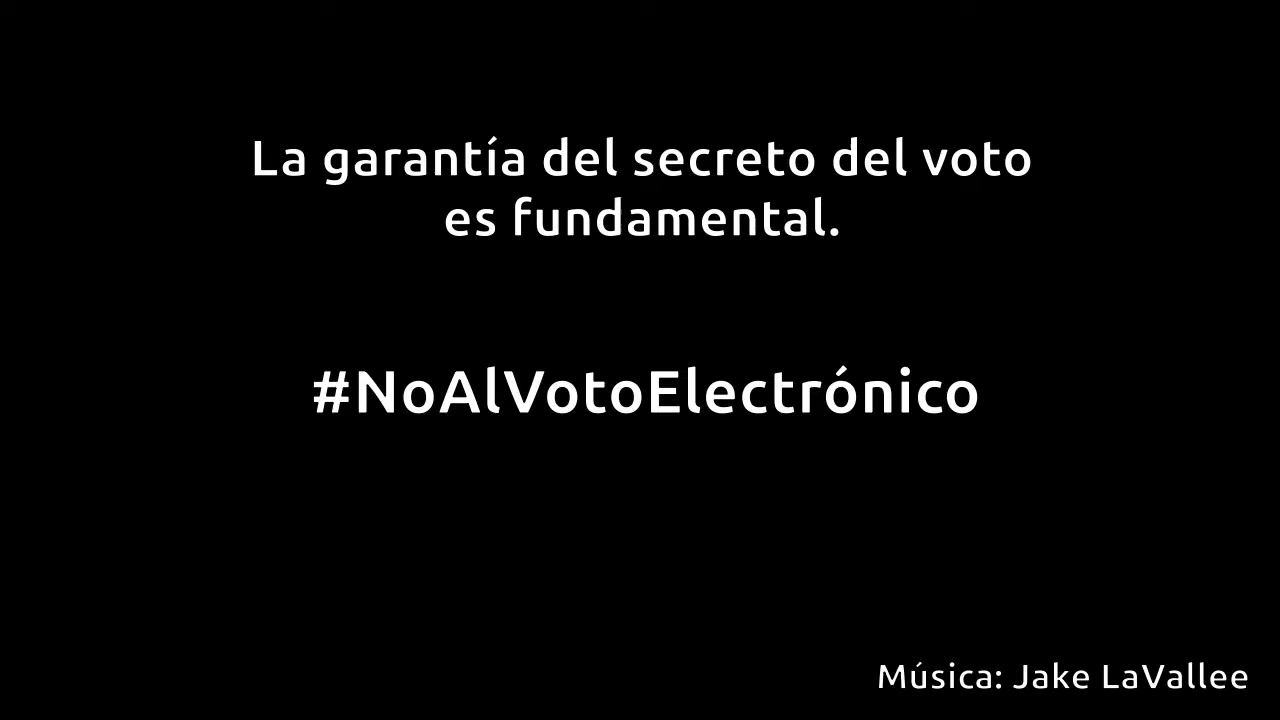 La garantía del secreto del voto
es fundamental.
#NoAlVotoElectrónico
Música: Jake LaVallee